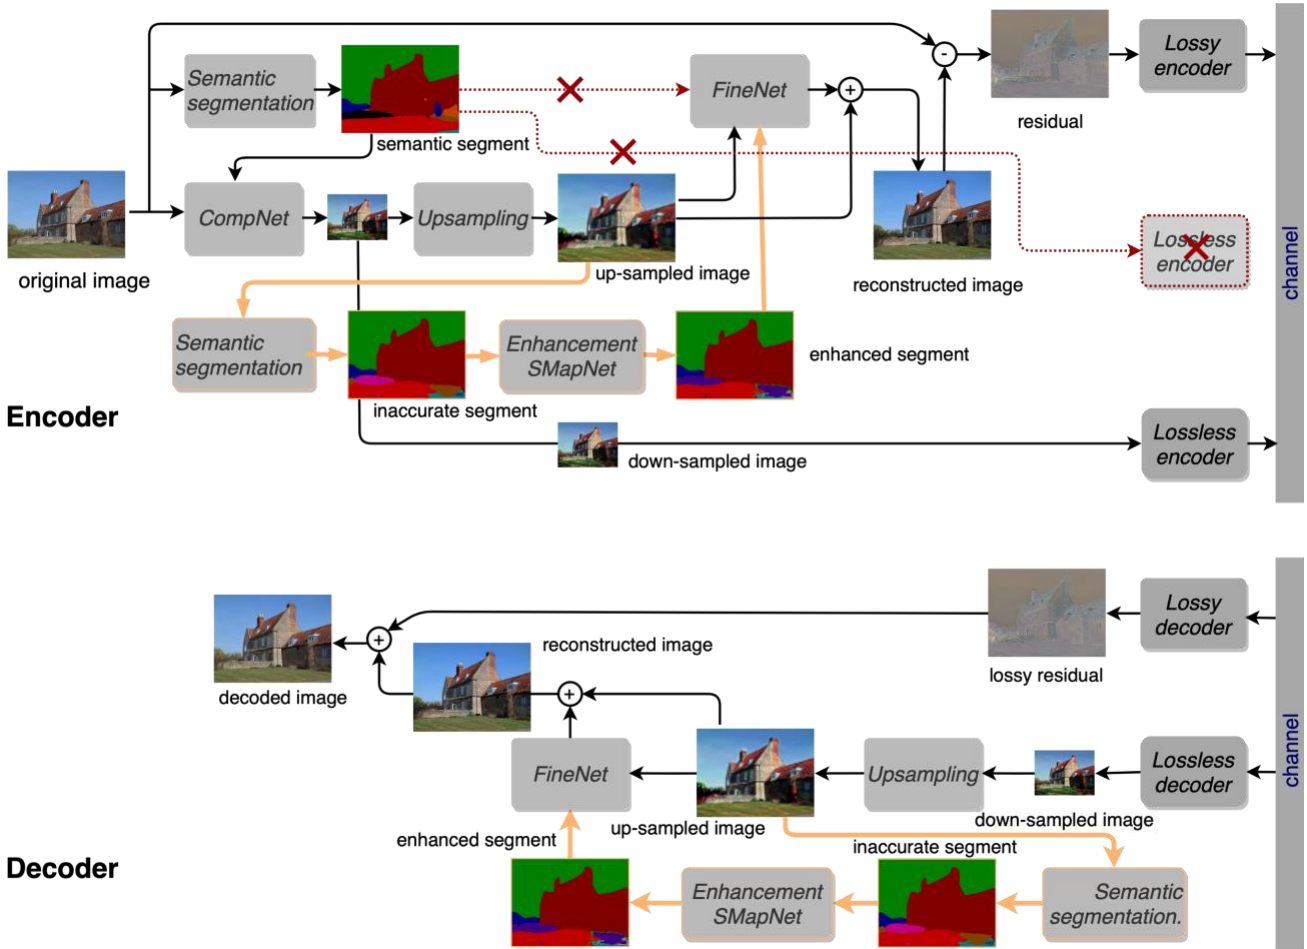 Semantic
segmentation
FineNet
+
-
Lossy
encoder
semantic segment
residual
CompNet
Upsampling
Lossless
encoder
original image
up-sampled image
reconstructed image
channel
Semantic
segmentation
Enhancement
SMapNet
enhanced segment
inaccurate segment
Encoder
down-sampled image
Lossless
encoder
Lossy
decoder
+
reconstructed image
decoded image
lossy residual
+
FineNet
Upsampling
Lossless
decoder
channel
down-sampled image
up-sampled image
enhanced segment
inaccurate segment
Decoder
Enhancement
SMapNet
Semantic
segmentation.